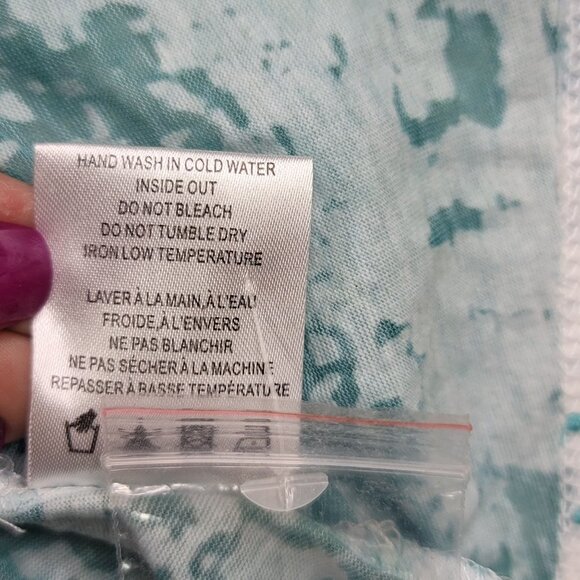 HAND WASH IN COLD WATER
INSIDE OUT
DO NOT BLEACH
DO NOT TUMBLE DRY
IRON LOW TEMPERATURE
LAVER À LA MAIN,À L'EAU
FROIDE,À L'ENVERS
NE PAS BLANCHIR
NE PAS SÉCHER À LA MACHINE
REPASSER À BASSE TEMPÉRATURE